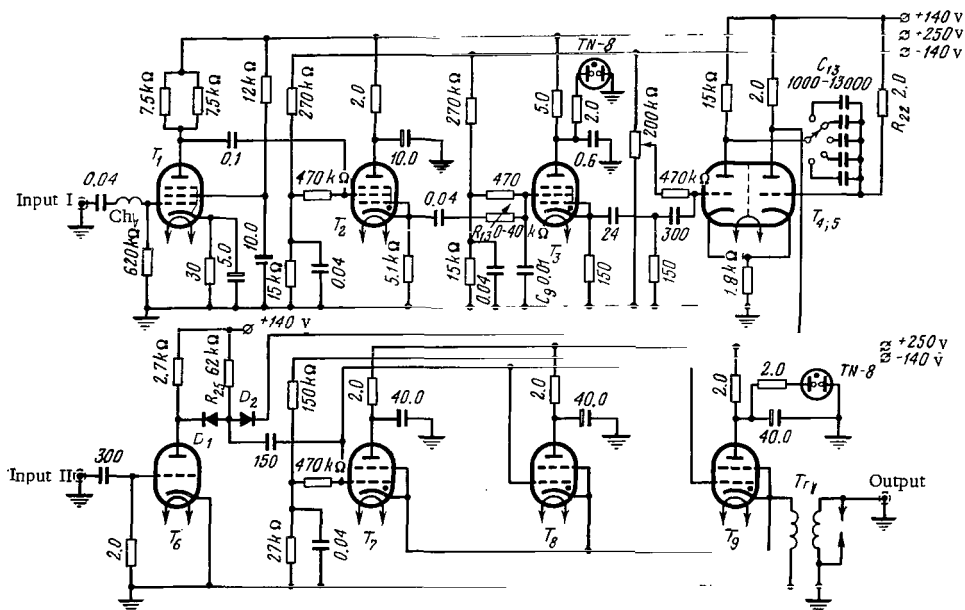 +140 v
+250 v
-140 v
TN-8
C13
1000-13000
7.5kΩ
7.5kΩ
12kΩ
270kΩ
2.0
270kΩ
5.0
2.0
200kΩ
15kΩ
2.0
2.0
R22
0.1
10.0
0.6
T1
470kΩ
470
470kΩ
Input I
0.04
Ch1
T2
0.04
R13 0-40 kΩ
T3
24
300
T4;5
620kΩ
30
5.0
10.0
15kΩ
0.04
5.1kΩ
15kΩ
0.04
C9 0.01
150
150
1.8kΩ
+140 v
+250 v
-140 v
2.7kΩ
R25 62kΩ
D2
150kΩ
2.0
2.0
2.0
2.0
TN-8
D1
40.0
40.0
40.0
150
Input II
300
470kΩ
Tr1
Output
T6
T7
T8
T9
2.0
27kΩ
0.04